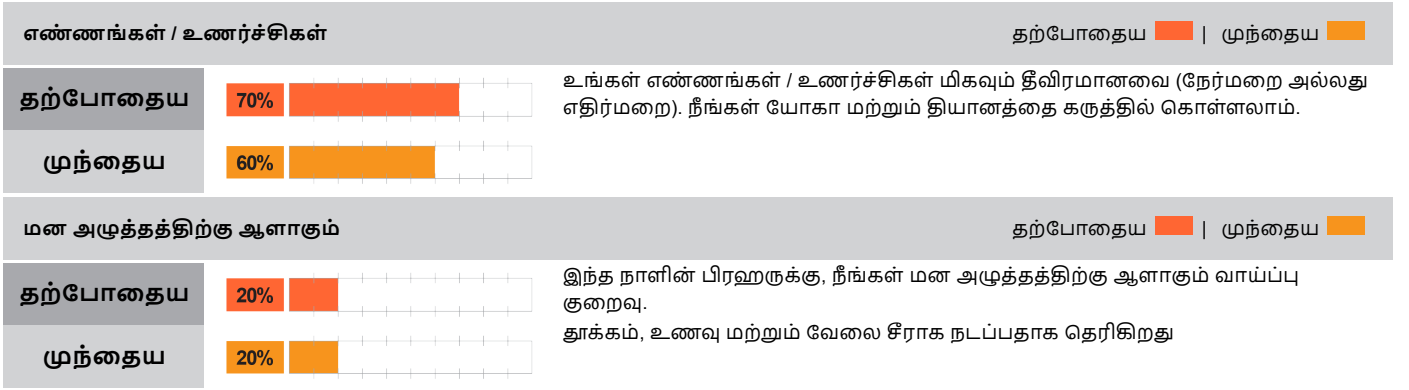 எண்ணங்கள் / உணர்ச்சிகள் தற்போதைய | முந்தைய
தற்போதைய 70% உங்கள் எண்ணங்கள் / உணர்ச்சிகள் மிகவும் தீவிரமானவை (நேர்மறை அல்லது
எதிர்மறை). நீங்கள் யோகா மற்றும் தியானத்தை கருத்தில் கொள்ளலாம்.
முந்தைய 60%
மன அழுத்தத்திற்கு ஆளாகும் தற்போதைய | முந்தைய
தற்போதைய 20% இந்த நாளின் பிரஹருக்கு, நீங்கள் மன அழுத்தத்திற்கு ஆளாகும் வாய்ப்பு
குறைவு.
தூக்கம், உணவு மற்றும் வேலை சீராக நடப்பதாக தெரிகிறது
முந்தைய 20%